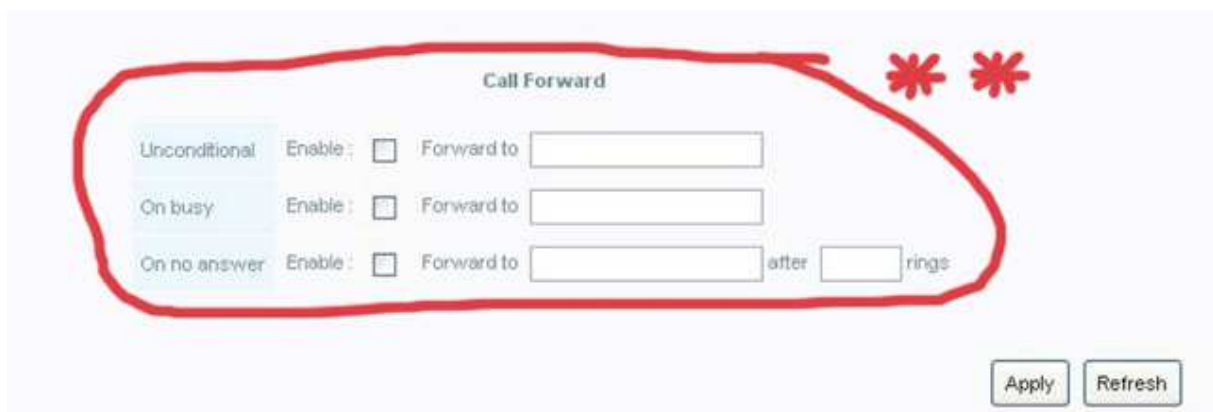 Call Forward
Unconditional Enable : Forward to
On busy Enable : Forward to
On no answer Enable : Forward to after rings
Apply Refresh